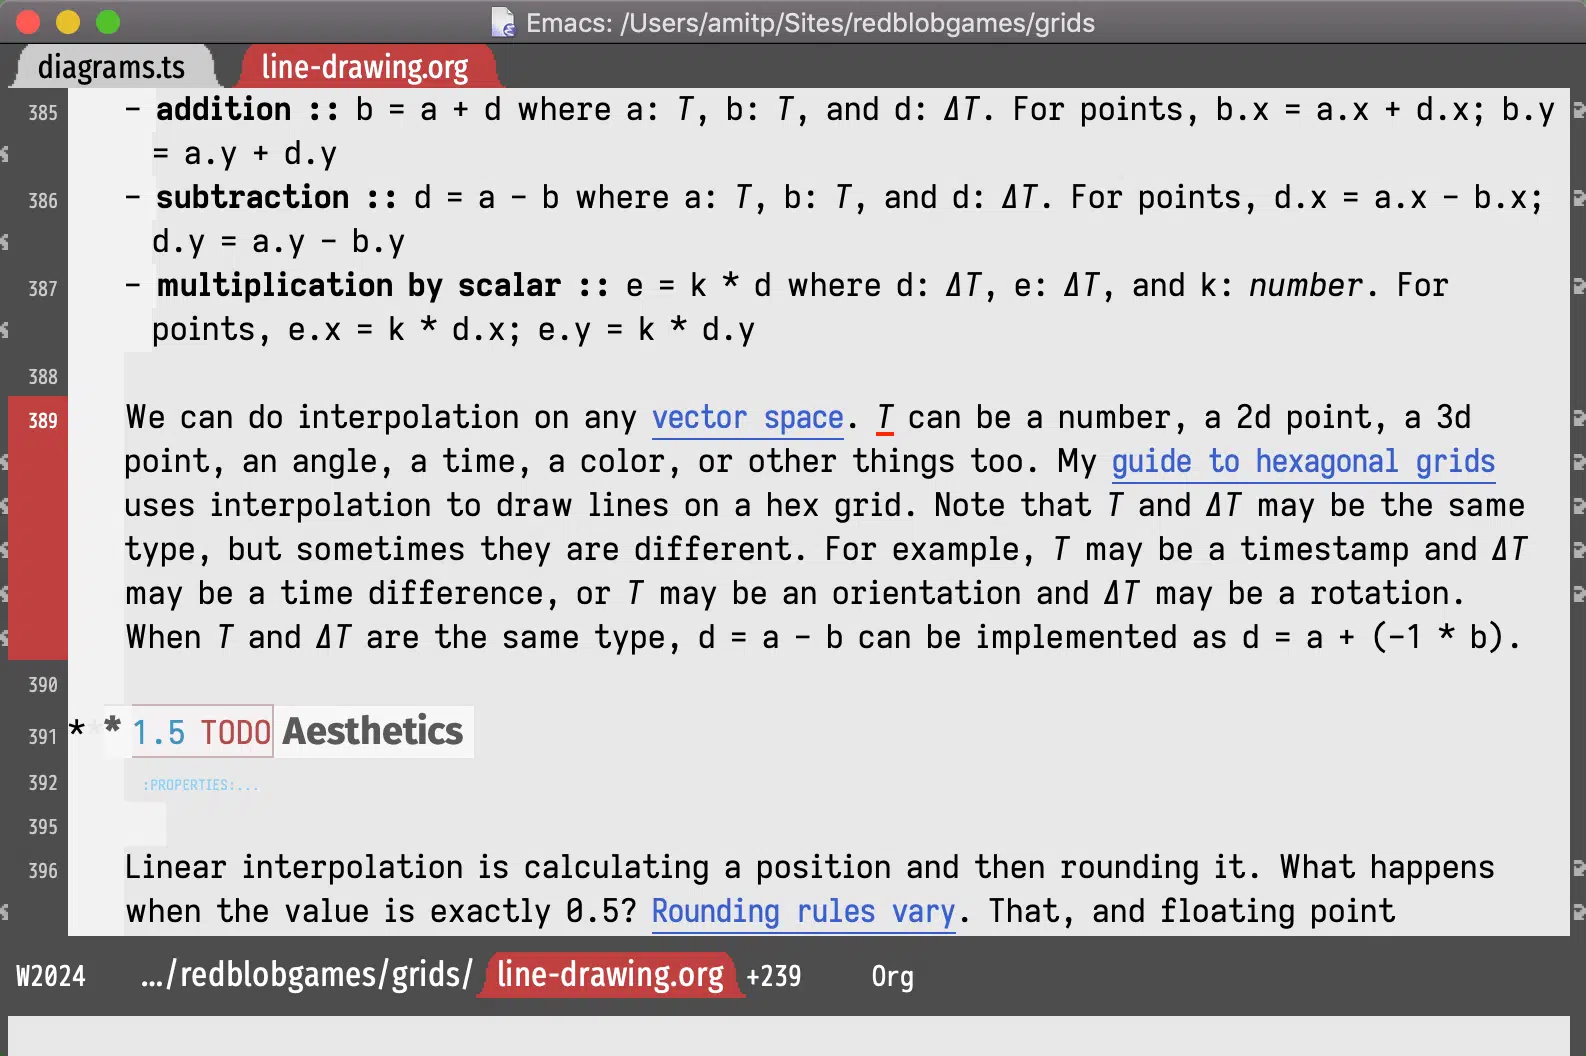 Emacs: /Users/amitp/Sites/redblobgames/grids
diagrams.ts line-drawing.org
385 - addition :: b = a + d where a: T, b: T, and d: ΔT. For points, b.x = a.x + d.x; b.y
= a.y + d.y
386 - subtraction :: d = a - b where a: T, b: T, and d: ΔT. For points, d.x = a.x - b.x;
d.y = a.y - b.y
387 - multiplication by scalar :: e = k * d where d: ΔT, e: ΔT, and k: number. For
points, e.x = k * d.x; e.y = k * d.y
388
389 We can do interpolation on any vector space. T can be a number, a 2d point, a 3d
point, an angle, a time, a color, or other things too. My guide to hexagonal grids
uses interpolation to draw lines on a hex grid. Note that T and ΔT may be the same
type, but sometimes they are different. For example, T may be a timestamp and ΔT
may be a time difference, or T may be an orientation and ΔT may be a rotation.
When T and ΔT are the same type, d = a - b can be implemented as d = a + (-1 * b).
390
391 *** 1.5 TODO Aesthetics
392 :PROPERTIES:...
395
396 Linear interpolation is calculating a position and then rounding it. What happens
when the value is exactly 0.5? Rounding rules vary. That, and floating point
W2024 .../redblobgames/grids/ line-drawing.org +239 Org